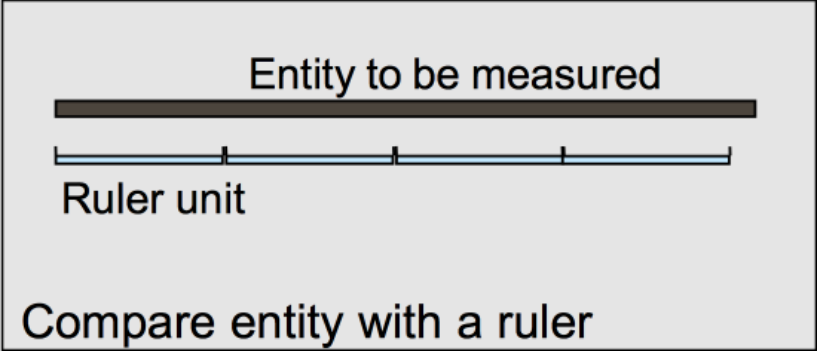 Entity to be measured
Ruler unit
Compare entity with a ruler